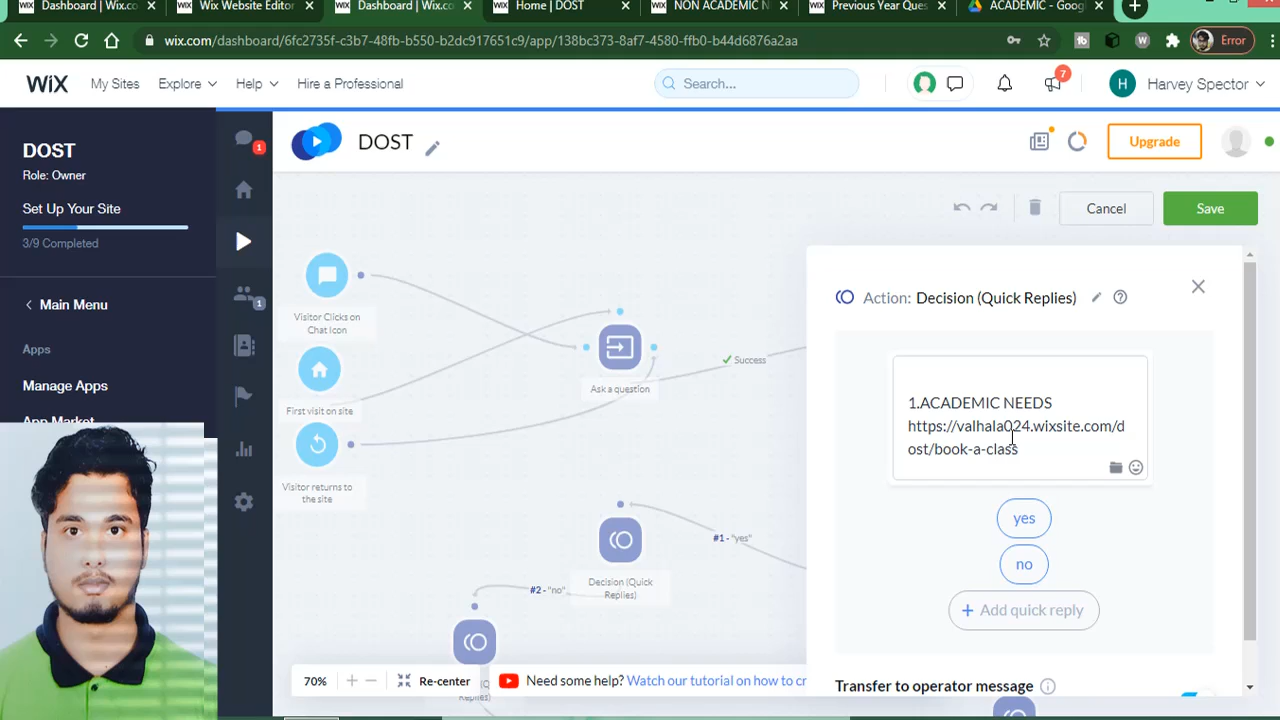 Dashboard | Wix.c
Wix Website Editor
Dashboard | Wix.co
Home | DOST
NON ACADEMIC N
Previous Year Que
ACADEMIC - Goog
wix.com/dashboard/6fc2735f-c3b7-48fb-b550-b2dc917651c9/app/138bc373-8af7-4580-ffb0-b44d6876a2aa
Error
WIX
My Sites
Explore
Help
Hire a Professional
Search...
7
H
Harvey Spector
DOST
Role: Owner
Set Up Your Site
3/9 Completed
Main Menu
Apps
Manage Apps
App Market
1
1
DOST
Upgrade
Cancel
Save
Visitor Clicks on
Chat Icon
First visit on site
Visitor returns to
the site
Ask a question
Success
#1 - "yes"
Decision (Quick
Replies)
#2 - "no"
Replies)
Action: Decision (Quick Replies)
1.ACADEMIC NEEDS
https://valhala024.wixsite.com/d
ost/book-a-class
yes
no
+ Add quick reply
Transfer to operator message
70%
Re-center
Need some help? Watch our tutorial on how to cr